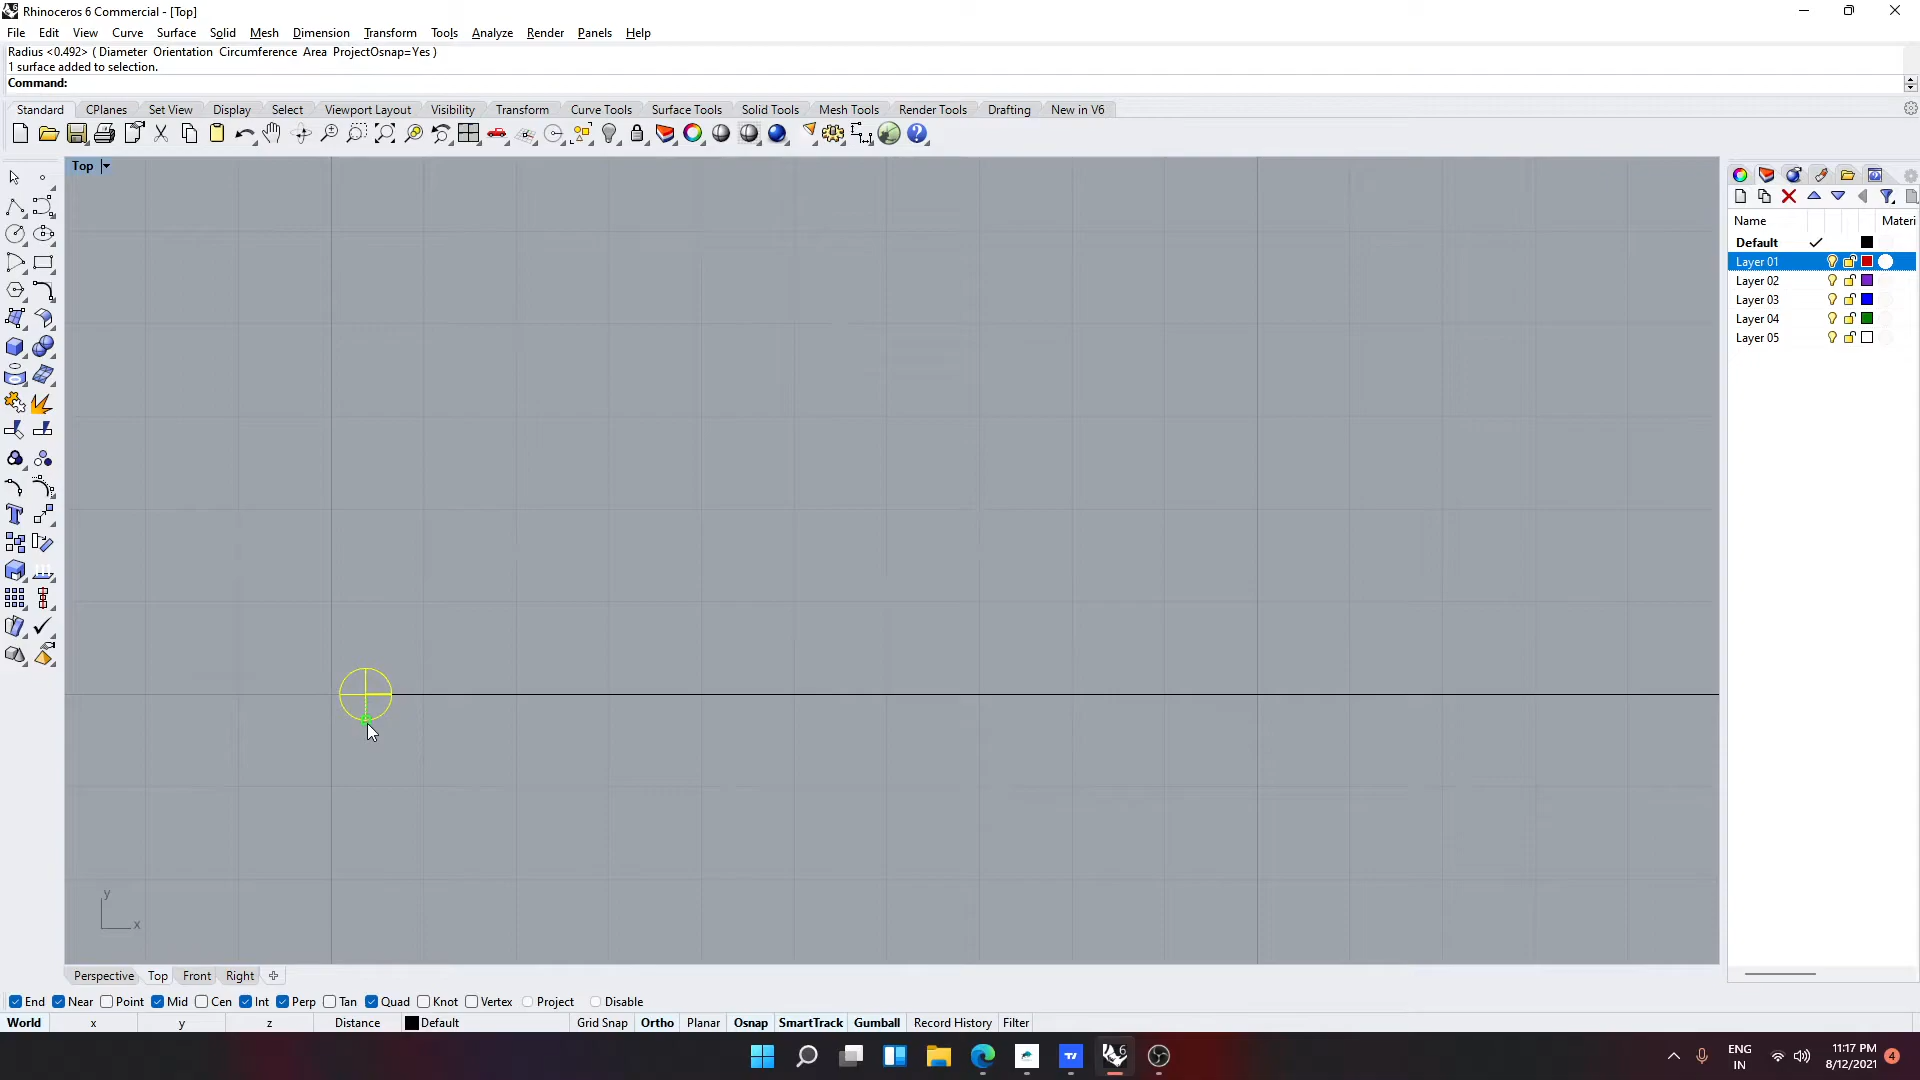 Rhinoceros 6 Commercial - [Top]
File Edit View Curve Surface Solid Mesh Dimension Transform Tools Analyze Render Panels Help
Radius <0.492> ( Diameter Orientation Circumference Area ProjectOsnap=Yes )
1 surface added to selection.
Command:
Standard CPlanes Set View Display Select Viewport Layout Visibility Transform Curve Tools Surface Tools Solid Tools Mesh Tools Render Tools Drafting New in V6
Top
Name Materi
Default
Layer 01
Layer 02
Layer 03
Layer 04
Layer 05
y
x
Perspective Top Front Right
End Near Point Mid Cen Int Perp Tan Quad Knot Vertex Project Disable
World x y z Distance Default Grid Snap Ortho Planar Osnap SmartTrack Gumball Record History Filter
ENG 11:17 PM
IN 8/12/2021 4